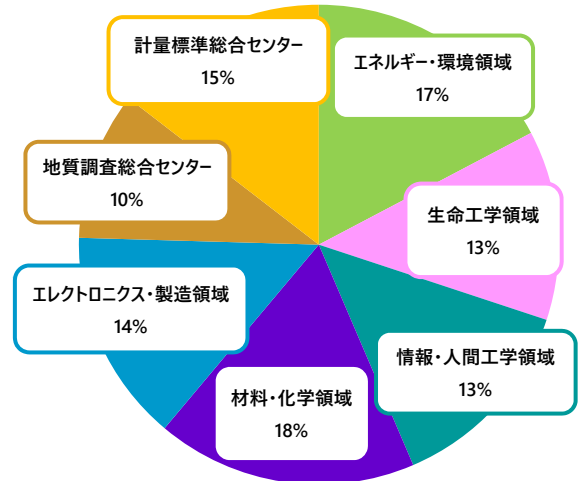 エネルギー・環境領域
17%
生命工学領域
13%
情報・人間工学領域
13%
材料・化学領域
18%
エレクトロニクス・製造領域
14%
地質調査総合センター
10%
計量標準総合センター
15%